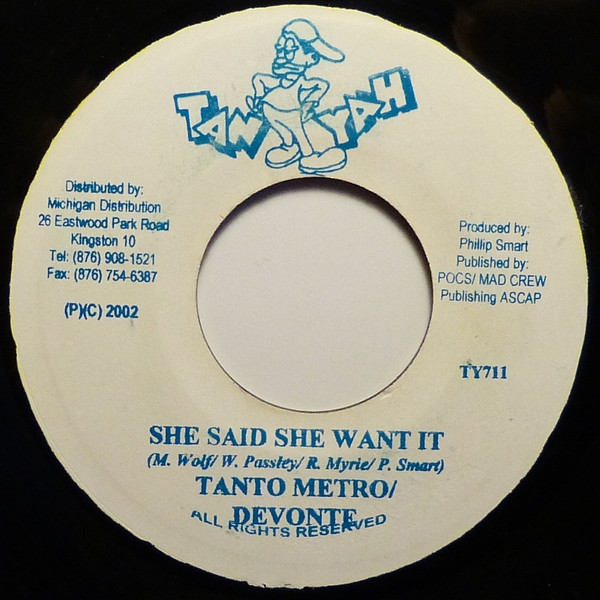 TAN YAH
Distributed by:
Michigan Distribution
26 Eastwood Park Road
Kingston 10
Tel: (876) 908-1521
Fax: (876) 754-6387
(P)(C) 2002
Produced by:
Phillip Smart
Published by:
POCS/ MAD CREW
Publishing ASCAP
TY711
SHE SAID SHE WANT IT
(M. Wolf/ W. Passley/ R. Myrie/ P. Smart)
TANTO METRO/
DEVONTE
ALL RIGHTS RESERVED